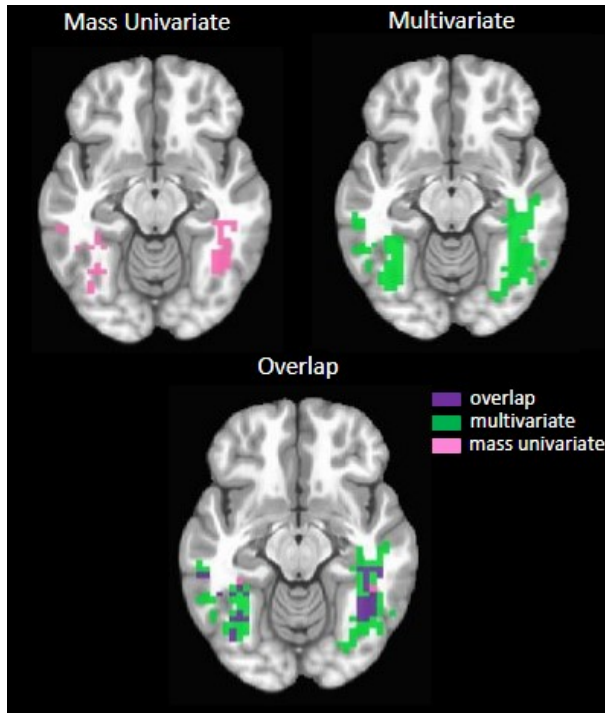 Mass Univariate
Multivariate
Overlap
overlap
multivariate
mass univariate